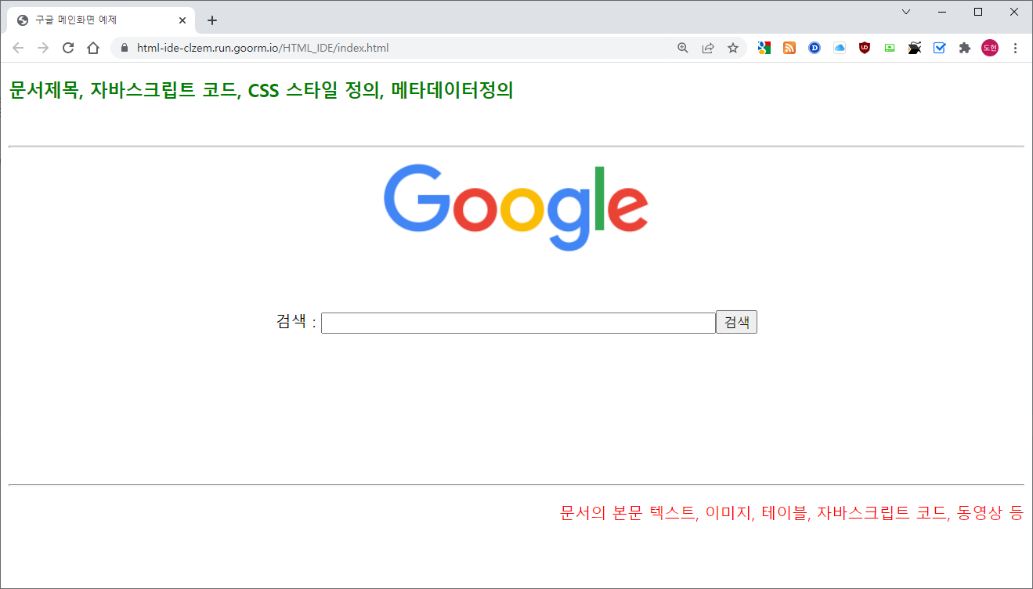 구글 메인화면 예제
html-ide-clzem.run.goorm.io/HTML_IDE/index.html
도현
문서제목, 자바스크립트 코드, CSS 스타일 정의, 메타데이터정의
Google
검색 : 검색
문서의 본문 텍스트, 이미지, 테이블, 자바스크립트 코드, 동영상 등